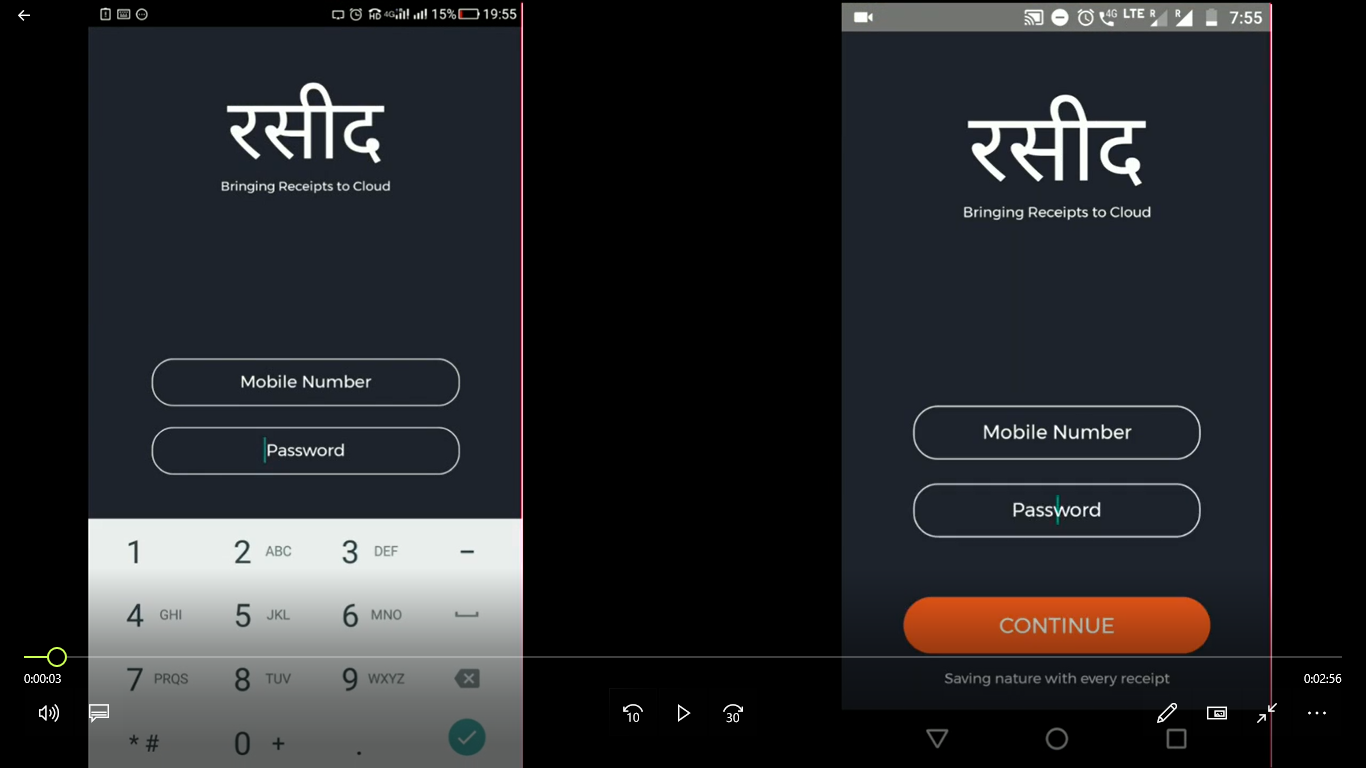 15% 19:55
रसीद
Bringing Receipts to Cloud
Mobile Number
Password
1 2 ABC 3 DEF –
4 GHI 5 JKL 6 MNO
7 PRQS 8 TUV 9 WXYZ
* # 0 + .
4G LTE R R 7:55
रसीद
Bringing Receipts to Cloud
Mobile Number
Password
CONTINUE
Saving nature with every receipt
0:00:03 0:02:56
10 30